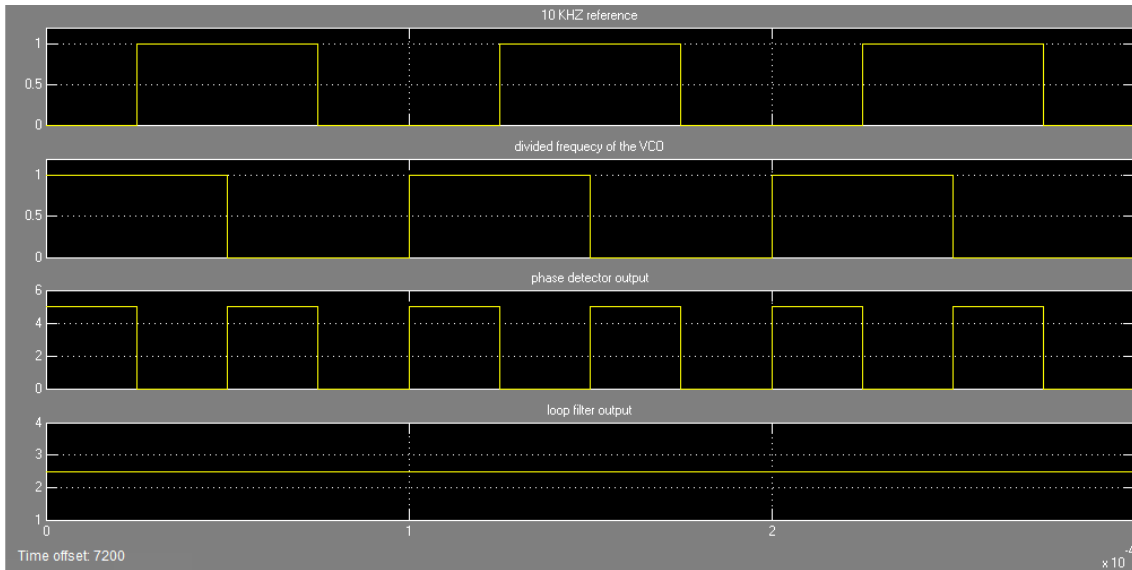 10 KHZ reference
1
0.5
0
divided frequecy of the VCO
1
0.5
0
phase detector output
6
4
2
0
loop filter output
4
3
2
1
0 1 2
Time offset: 7200
x 10 -4